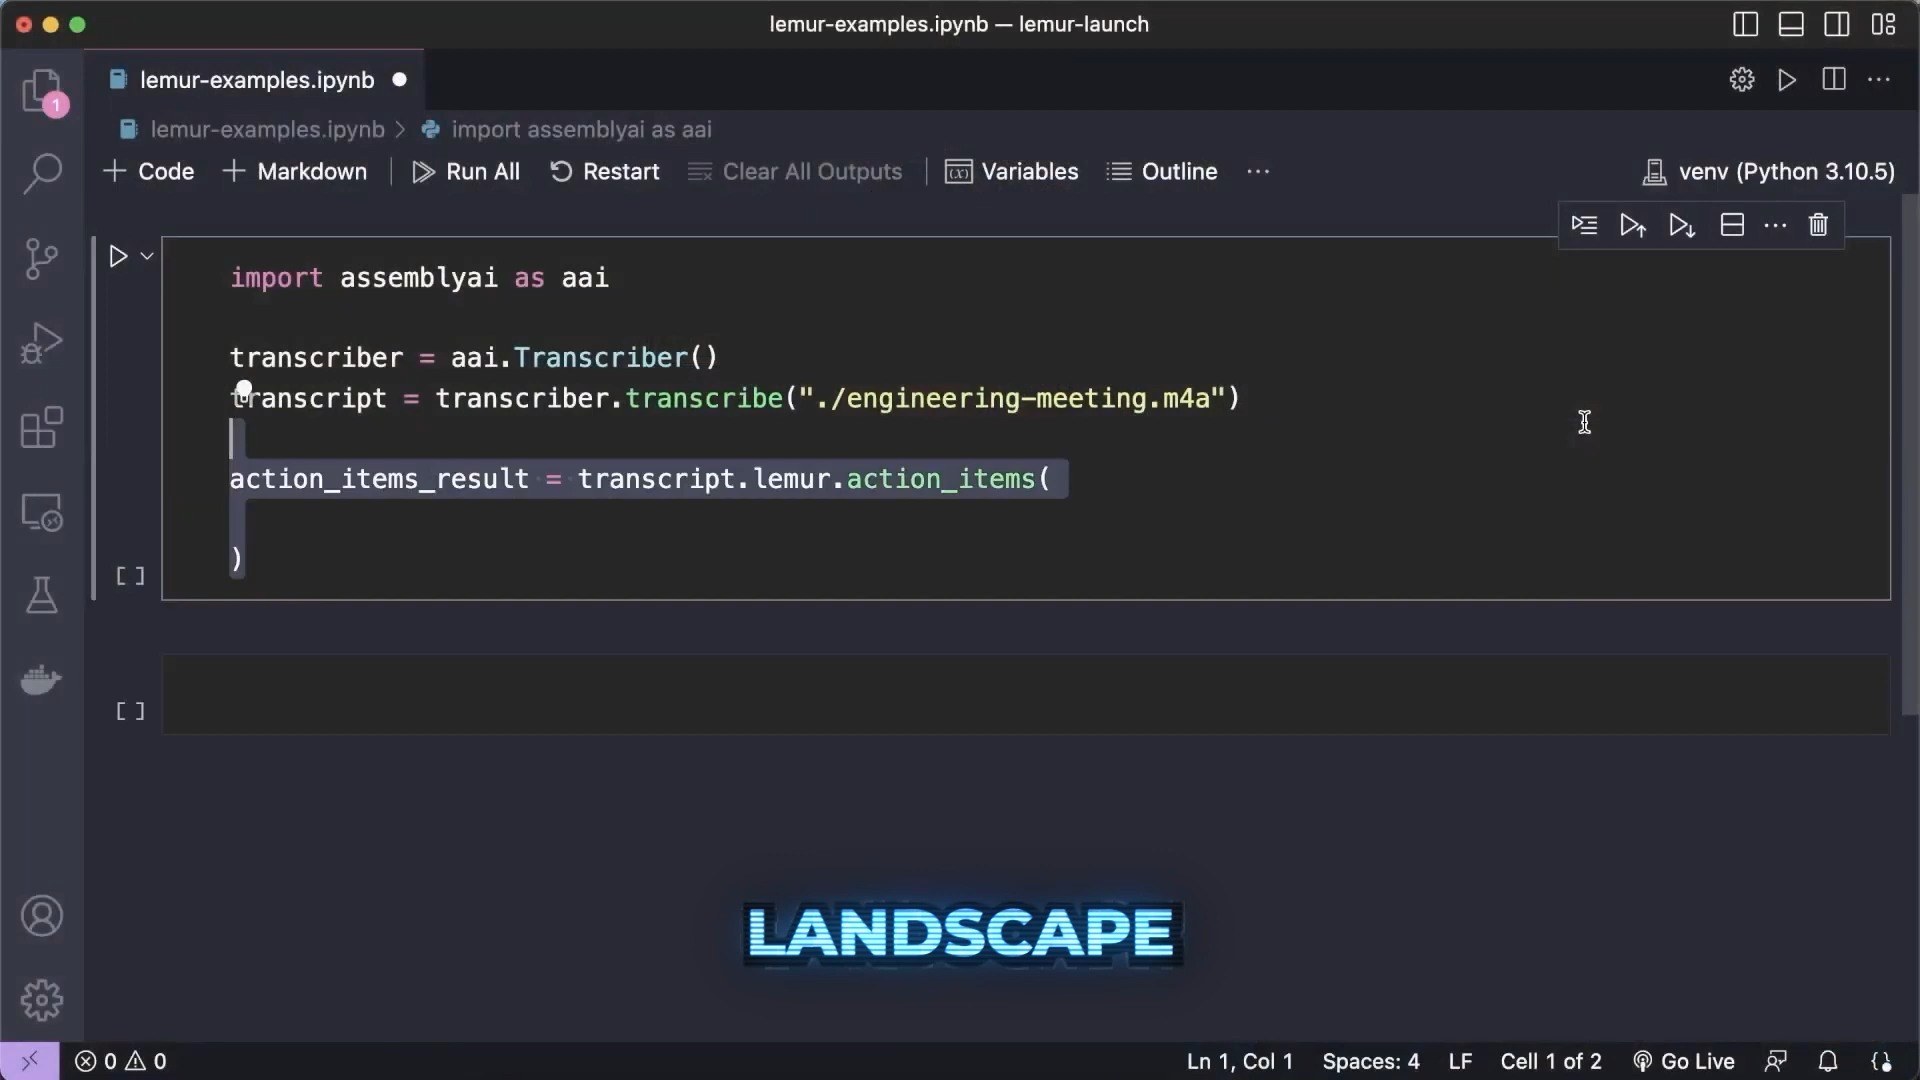 lemur-examples.ipynb — lemur-launch
lemur-examples.ipynb
1
lemur-examples.ipynb > import assemblyai as aai
+ Code + Markdown Run All Restart Clear All Outputs (x) Variables Outline ... venv (Python 3.10.5)
import assemblyai as aai
transcriber = aai.Transcriber()
transcript = transcriber.transcribe("./engineering-meeting.m4a")
action_items_result = transcript.lemur.action_items(
)
[ ]
[ ]
LANDSCAPE
0 0 Ln 1, Col 1 Spaces: 4 LF Cell 1 of 2 Go Live